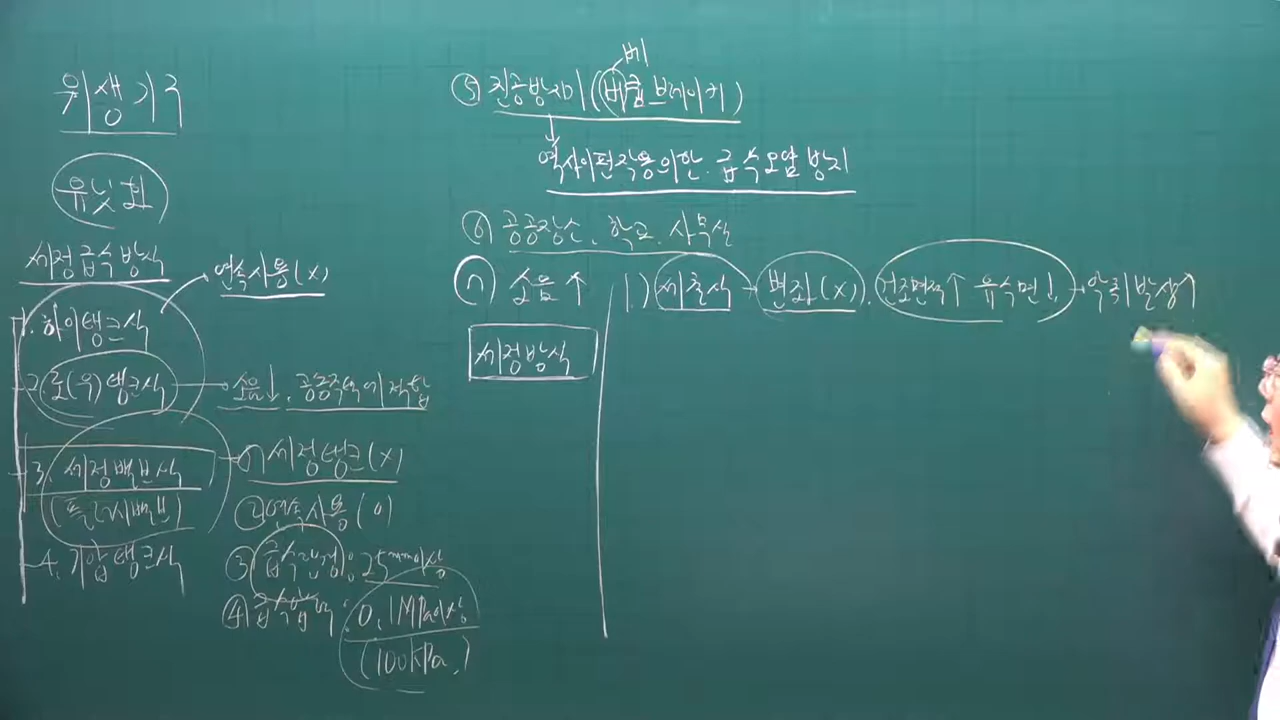 위생기구
유닛화
세정급수방식
연속사용(x)
1. 하이탱크식
2. 로(우)탱크식
소음↓. 공동주택에 적합
3. 세정밸브식
(플러시밸브)
4. 기압탱크식
① 세정탱크(x)
② 연속사용(o)
③ 급수관경: 25mm이상
④ 급수압력: 0.1MPa이상
(100kPa)
베
⑤ 진공방지(버큠브레이커)
역사이펀작용의한 급수오염방지
⑥ 공공장소. 학교. 사무실
⑦ 소음↑
세정방식
1.) 세출식 변좌(x). 건조면적↑ 유수면↓ 악취발생↑